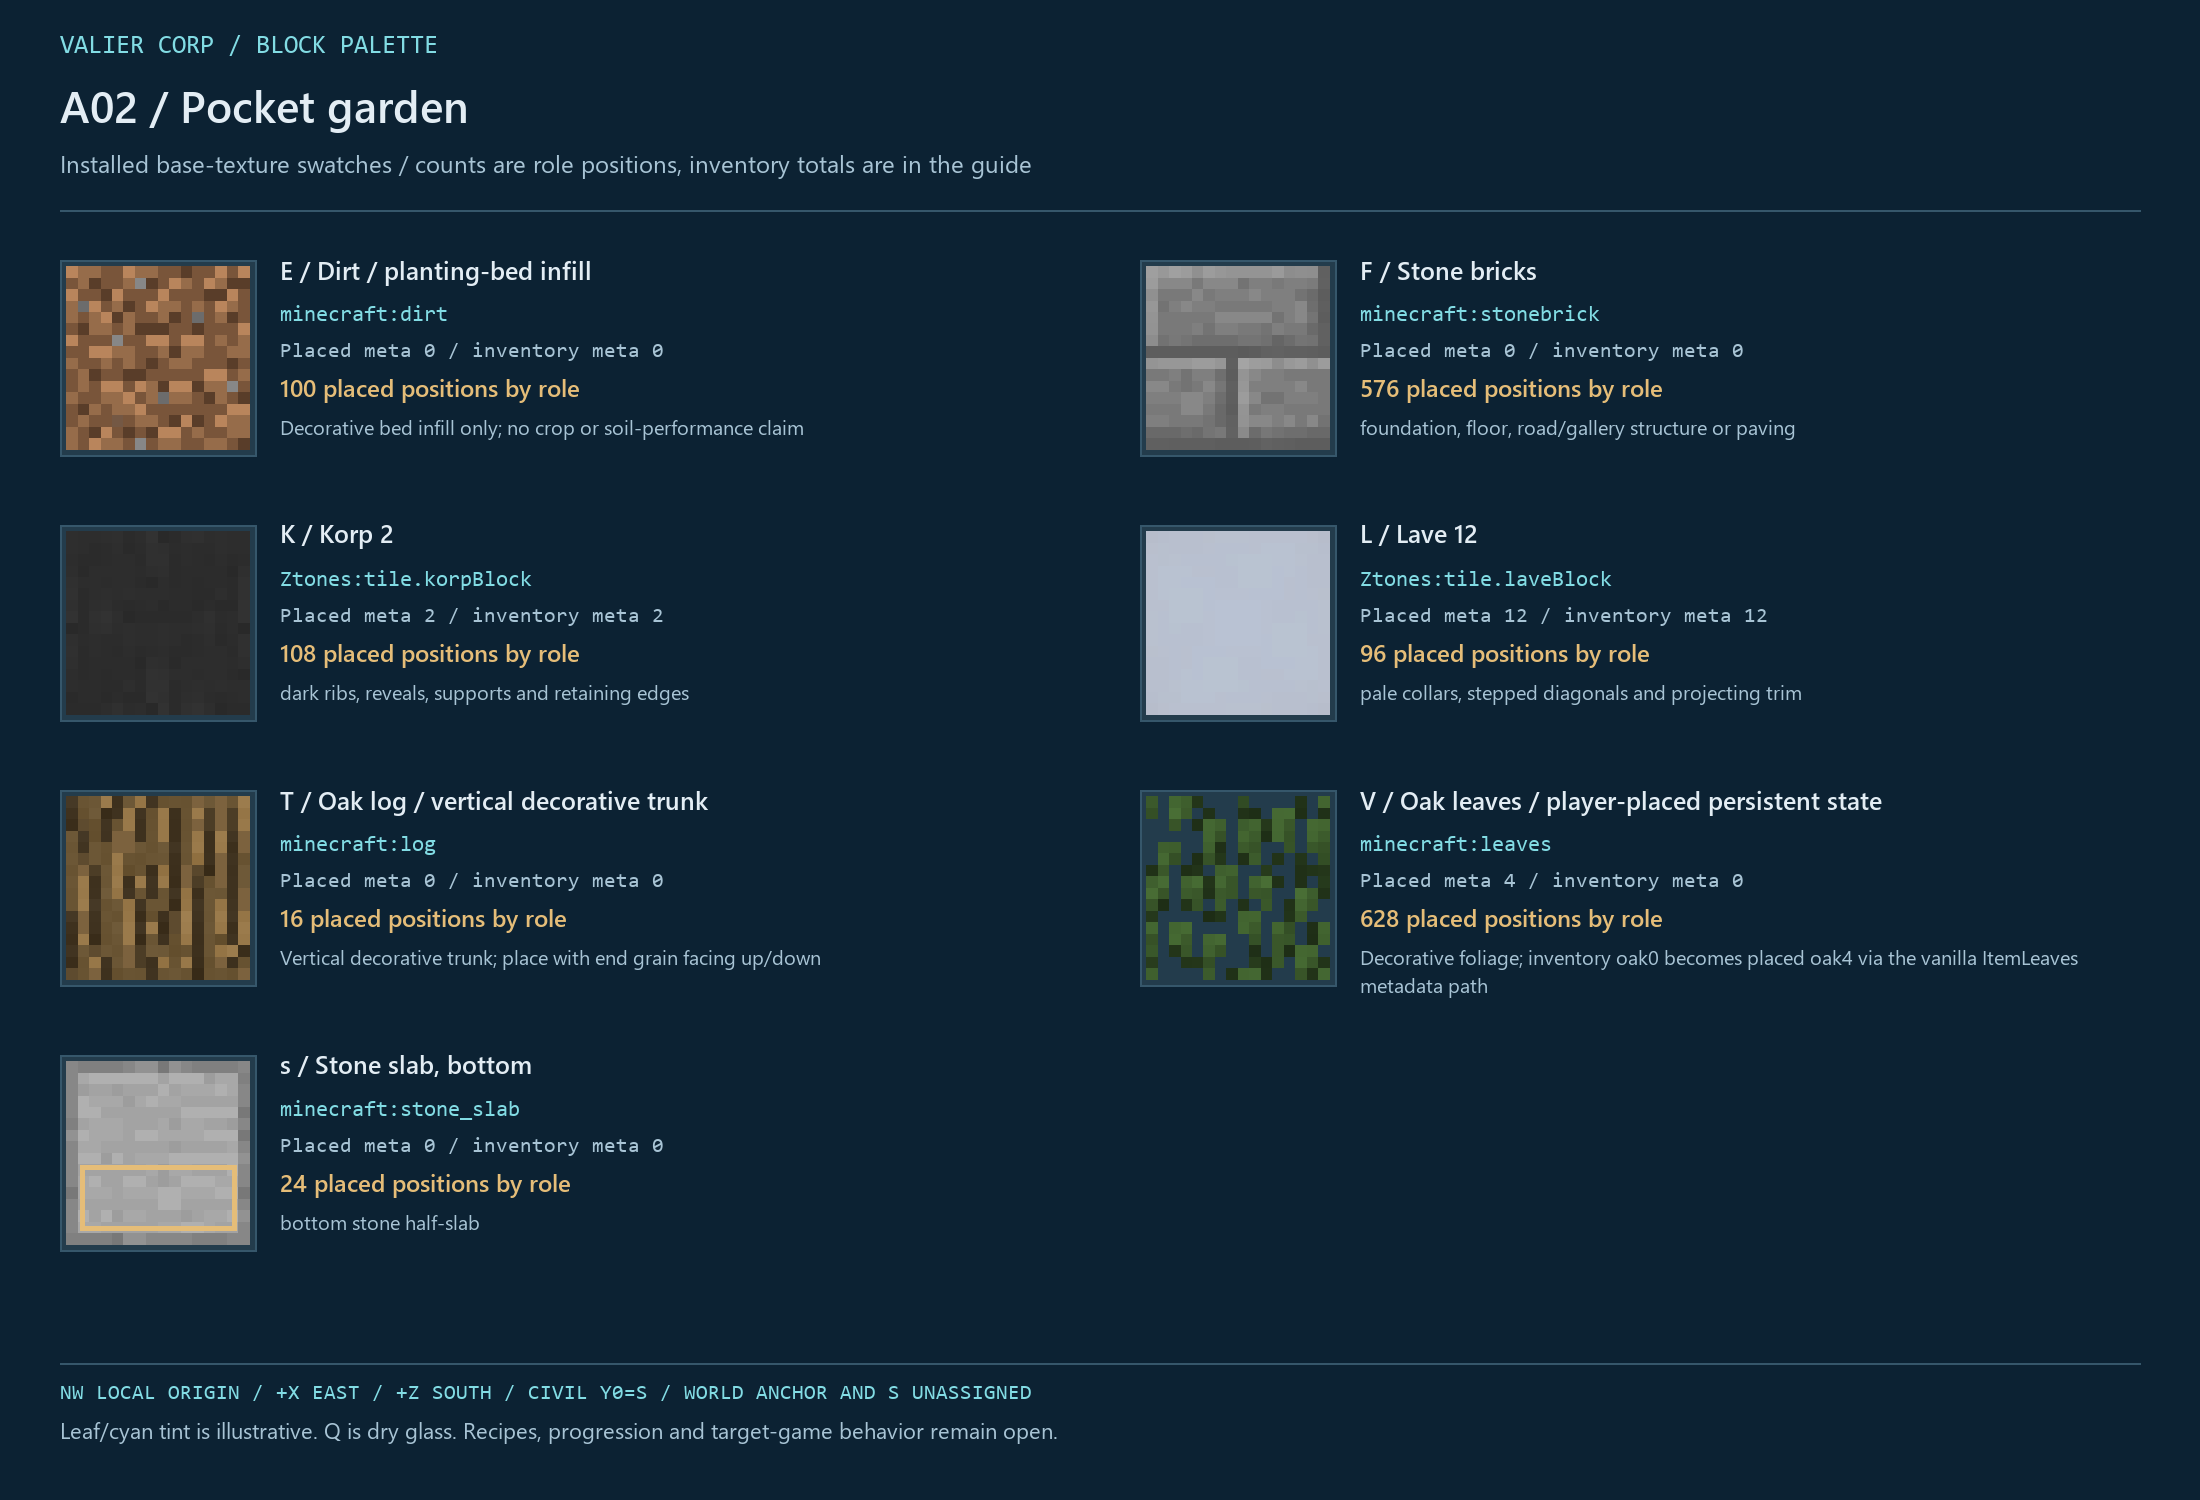 VALIER CORP / BLOCK PALETTE
A02 / Pocket garden
Installed base-texture swatches / counts are role positions, inventory totals are in the guide
E / Dirt / planting-bed infill
minecraft:dirt
Placed meta 0 / inventory meta 0
100 placed positions by role
Decorative bed infill only; no crop or soil-performance claim
F / Stone bricks
minecraft:stonebrick
Placed meta 0 / inventory meta 0
576 placed positions by role
foundation, floor, road/gallery structure or paving
K / Korp 2
Ztones:tile.korpBlock
Placed meta 2 / inventory meta 2
108 placed positions by role
dark ribs, reveals, supports and retaining edges
L / Lave 12
Ztones:tile.laveBlock
Placed meta 12 / inventory meta 12
96 placed positions by role
pale collars, stepped diagonals and projecting trim
T / Oak log / vertical decorative trunk
minecraft:log
Placed meta 0 / inventory meta 0
16 placed positions by role
Vertical decorative trunk; place with end grain facing up/down
V / Oak leaves / player-placed persistent state
minecraft:leaves
Placed meta 4 / inventory meta 0
628 placed positions by role
Decorative foliage; inventory oak0 becomes placed oak4 via the vanilla ItemLeaves
metadata path
s / Stone slab, bottom
minecraft:stone_slab
Placed meta 0 / inventory meta 0
24 placed positions by role
bottom stone half-slab
NW LOCAL ORIGIN / +X EAST / +Z SOUTH / CIVIL Y0=S / WORLD ANCHOR AND S UNASSIGNED
Leaf/cyan tint is illustrative. Q is dry glass. Recipes, progression and target-game behavior remain open.